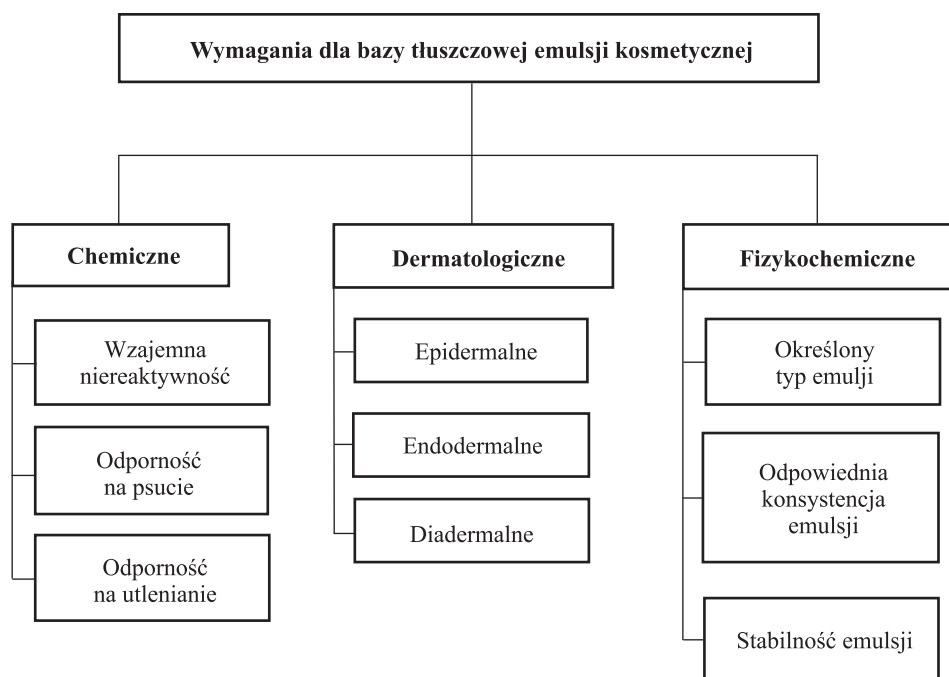 Wymagania dla bazy tłuszczowej emulsji kosmetycznej
Chemiczne
Wzajemna
niereaktywność
Odporność
na psucie
Odporność
na utlenianie
Dermatologiczne
Epidermalne
Endodermalne
Diadermalne
Fizykochemiczne
Określony
typ emulji
Odpowiednia
konsystencja
emulsji
Stabilność emulsji